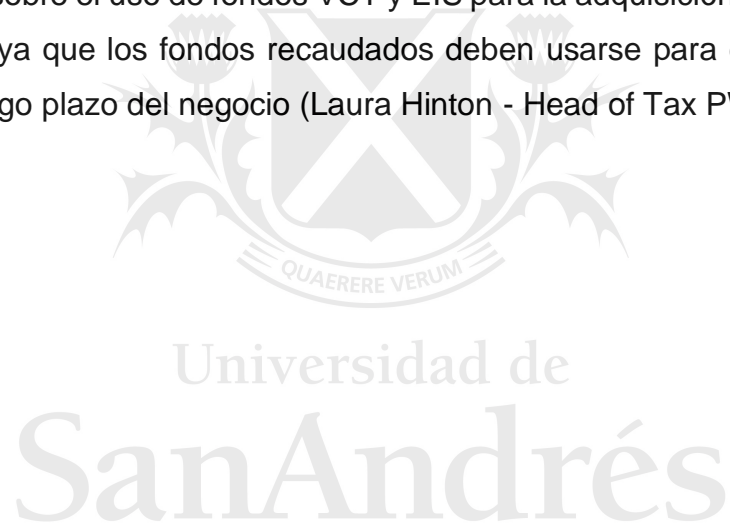 sobre el uso de fondos VCT y EIS para la adquisición
ya que los fondos recaudados deben usarse para
go plazo del negocio (Laura Hinton - Head of Tax PW
QUAERERE VERUM
Universidad de
SanAndrés